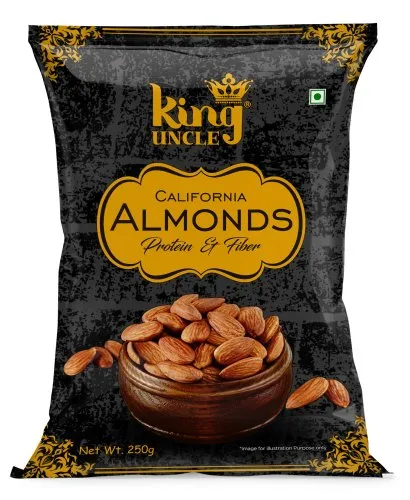 king®
UNCLE
CALIFORNIA
ALMONDS
Protein & Fiber
Net Wt. 250g
*Image for illustration Purpose only